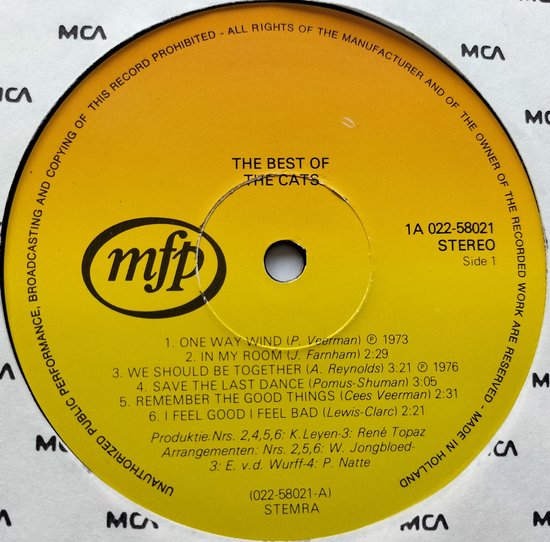 MCA
MCA
MCA
MCA
UNAUTHORIZED PUBLIC PERFORMANCE, BROADCASTING AND COPYING OF THIS RECORD PROHIBITED - ALL RIGHTS OF THE MANUFACTURER AND OF THE OWNER OF THE RECORDED WORK ARE RESERVED - MADE IN HOLLAND
THE BEST OF
THE CATS
1A 022-58021
STEREO
Side 1
mfp
1. ONE WAY WIND (P. Veerman) ℗ 1973
2. IN MY ROOM (J. Farnham) 2:29
3. WE SHOULD BE TOGETHER (A. Reynolds) 3:21 ℗ 1976
4. SAVE THE LAST DANCE (Pomus-Shuman) 3:05
5. REMEMBER THE GOOD THINGS (Cees Veerman) 2:31
6. I FEEL GOOD I FEEL BAD (Lewis-Clarc) 2:21
Produktie Nrs. 2,4,5,6: K. Leyen-3: René Topaz
Arrangementen: Nrs. 2,5,6: W. Jongbloed-
3: E. v.d. Wurff-4: P. Natte
(022-58021-A)
STEMRA
MCA
MCA
MCA